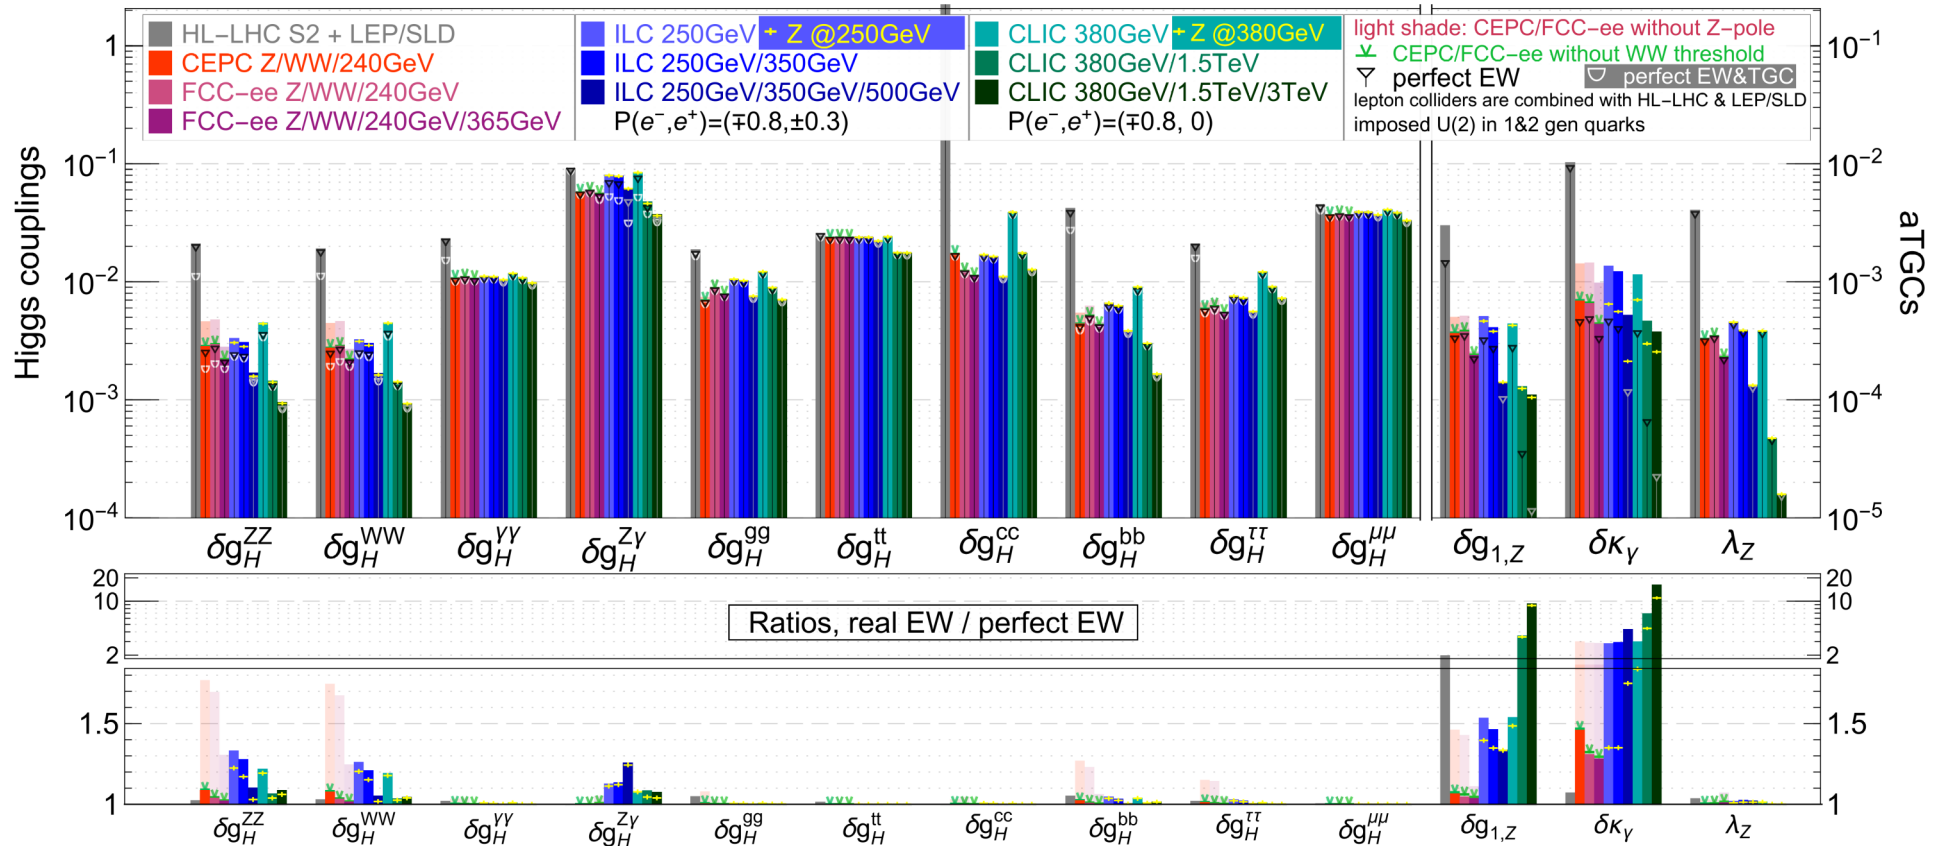 HL−LHC S2 + LEP/SLD
CEPC Z/WW/240GeV
FCC−ee Z/WW/240GeV
FCC−ee Z/WW/240GeV/365GeV
ILC 250GeV
Z @250GeV
ILC 250GeV/350GeV
ILC 250GeV/350GeV/500GeV
P(e⁻,e⁺)=(∓0.8,±0.3)
CLIC 380GeV
Z @380GeV
CLIC 380GeV/1.5TeV
CLIC 380GeV/1.5TeV/3TeV
P(e⁻,e⁺)=(∓0.8, 0)
light shade: CEPC/FCC−ee without Z−pole
CEPC/FCC−ee without WW threshold
perfect EW
perfect EW&TGC
lepton colliders are combined with HL−LHC & LEP/SLD
imposed U(2) in 1&2 gen quarks
Higgs couplings
1
10⁻¹
10⁻²
10⁻³
10⁻⁴
aTGCs
10⁻¹
10⁻²
10⁻³
10⁻⁴
10⁻⁵
δg_H^ZZ δg_H^WW δg_H^γγ δg_H^Zγ δg_H^gg δg_H^tt δg_H^cc δg_H^bb δg_H^ττ δg_H^μμ δg_1,Z δκ_γ λ_Z
Ratios, real EW / perfect EW
20
10
2
1.5
1
20
10
2
1.5
1
δg_H^ZZ δg_H^WW δg_H^γγ δg_H^Zγ δg_H^gg δg_H^tt δg_H^cc δg_H^bb δg_H^ττ δg_H^μμ δg_1,Z δκ_γ λ_Z